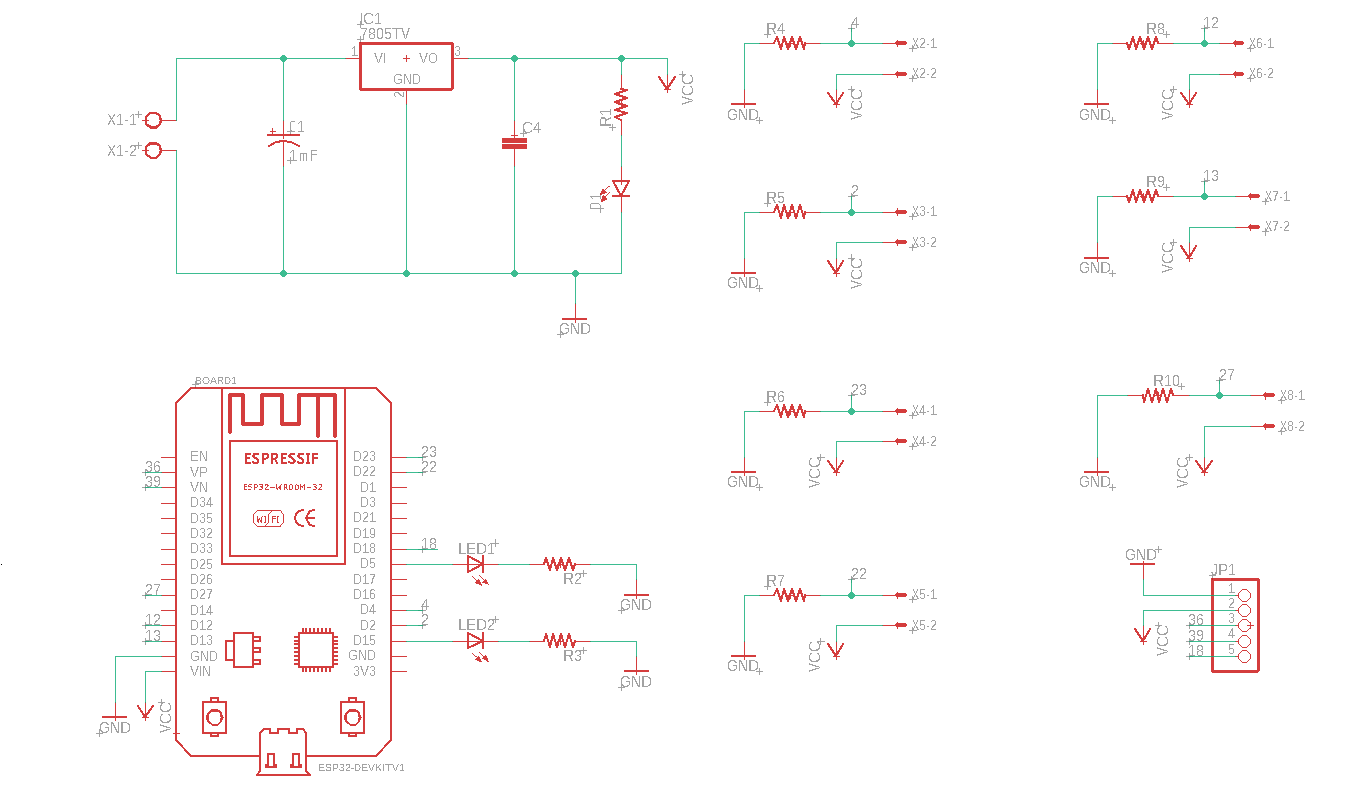 IC1
7805TV
1
VI
VO
3
GND
2
X1-1
X1-2
C1
1mF
C4
R1
D1
VCC
GND
R4
4
X2-1
X2-2
GND
VCC
R8
12
X6-1
X6-2
GND
VCC
R5
2
X3-1
X3-2
GND
VCC
R9
13
X7-1
X7-2
GND
VCC
R6
23
X4-1
X4-2
GND
VCC
R10
27
X8-1
X8-2
GND
VCC
R7
22
X5-1
X5-2
GND
VCC
GND
JP1
1
2
36 3
39 4
18 5
VCC
BOARD1
ESPRESSIF
ESP32-WROOM-32
WIFI CE
EN
36 VP
39 VN
D34
D35
D32
D33
D25
D26
27 D27
D14
12 D12
13 D13
GND
VIN
D23 23
D22 22
D1
D3
D21
D19
D18 18
D5
D17
D16
D4 4
D2 2
D15
GND
3V3
LED1
R2
GND
LED2
R3
GND
GND
VCC
ESP32-DEVKITV1